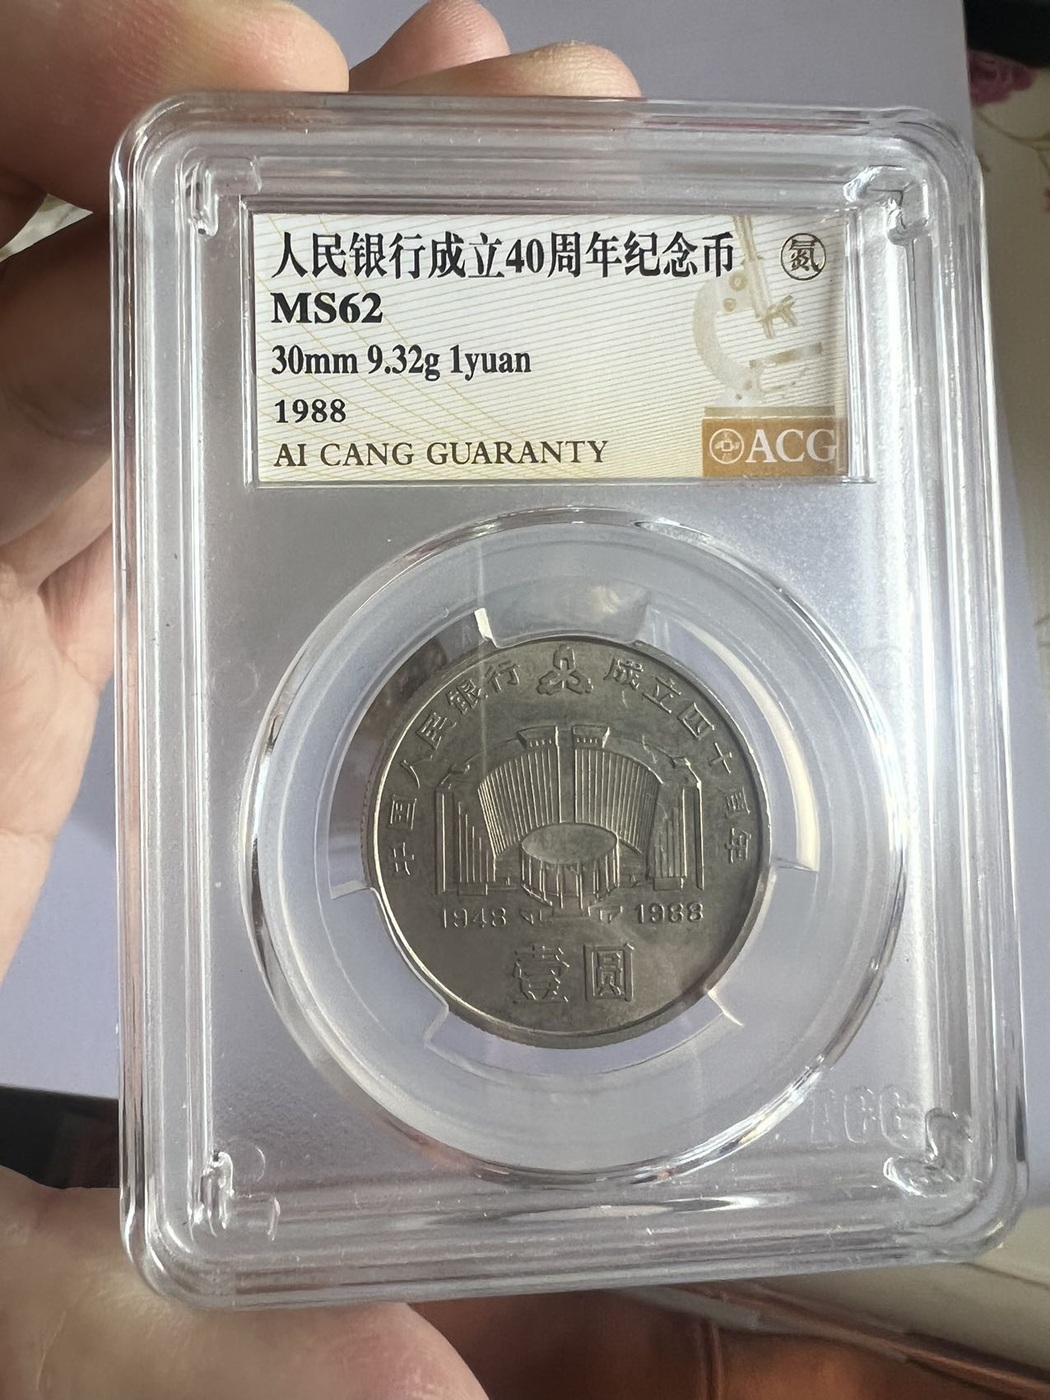 人民银行成立40周年纪念币
氮
MS62
30mm 9.32g 1yuan
1988
AI CANG GUARANTY
ACG
中国人民银行 成立四十周年
1948 1988
壹圆
ACG